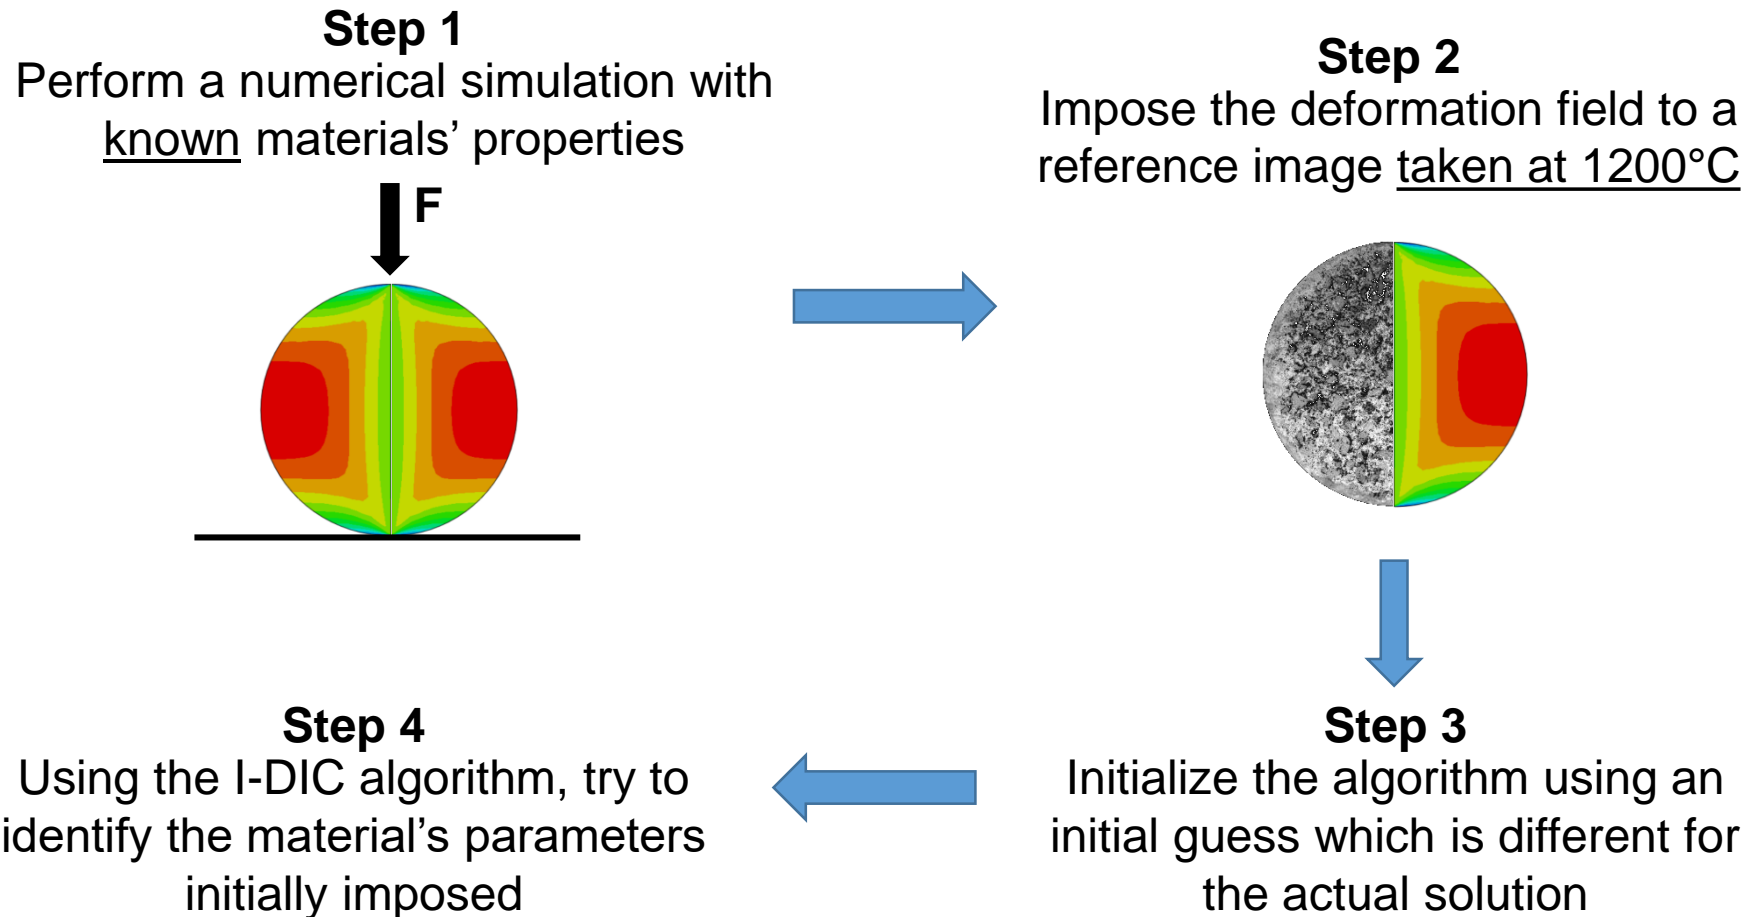 Step 1
Perform a numerical simulation with
known materials’ properties
F
Step 2
Impose the deformation field to a
reference image taken at 1200°C
Step 3
Initialize the algorithm using an
initial guess which is different for
the actual solution
Step 4
Using the I-DIC algorithm, try to
identify the material’s parameters
initially imposed